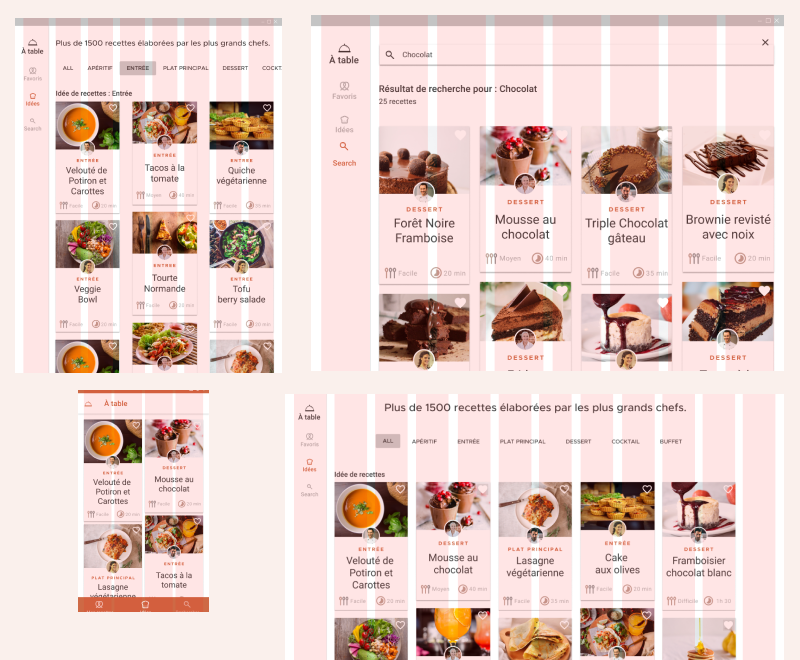 Plus de 1500 recettes élaborées par les plus grands chefs.
À table
Favoris
Idées
Search
ALL
APÉRITIF
ENTRÉE
PLAT PRINCIPAL
DESSERT
COCKT
Idée de recettes : Entrée
ENTRÉE
Velouté de
Potiron et
Carottes
Facile
20 min
ENTRÉE
Tacos à la
tomate
Moyen
40 min
ENTRÉE
Quiche
végétarienne
Facile
20 min
ENTRÉE
Veggie
Bowl
Facile
ENTRÉE
Tourte
Normande
Facile
ENTRÉE
Tofu
berry salade
Facile
À table
Favoris
Idées
Search
Chocolat
Résultat de recherche pour : Chocolat
25 recettes
DESSERT
Forêt Noire
Framboise
Facile
20 min
DESSERT
Mousse au
chocolat
Moyen
40 min
DESSERT
Triple Chocolat
gâteau
Facile
35 min
DESSERT
Brownie revisté
avec noix
Facile
20 min
DESSERT
DESSERT
DESSERT
DESSERT
À table
ENTRÉE
Velouté de
Potiron et
Carottes
Facile
20 min
DESSERT
Mousse au
chocolat
Facile
20 min
PLAT PRINCIPAL
Lasagne
végétarienne
ENTRÉE
Tacos à la
tomate
À table
Favoris
Idées
Search
Plus de 1500 recettes élaborées par les plus grands chefs.
ALL
APÉRITIF
ENTRÉE
PLAT PRINCIPAL
DESSERT
COCKTAIL
BUFFET
Idée de recettes
ENTRÉE
Velouté de
Potiron et
Carottes
Facile
20 min
DESSERT
Mousse au
chocolat
Moyen
40 min
PLAT PRINCIPAL
Lasagne
végétarienne
Facile
35 min
ENTRÉE
Cake
aux olives
Facile
20 min
DESSERT
Framboisier
chocolat blanc
Difficile
1h 30